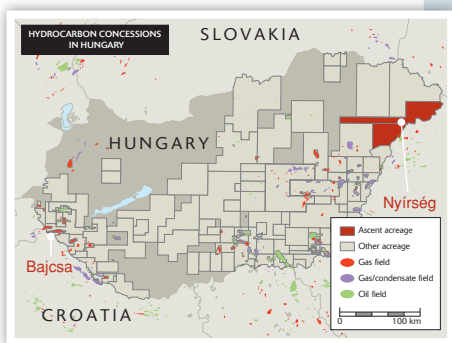 HYDROCARBON CONCESSIONS
IN HUNGARY
SLOVAKIA
HUNGARY
Nyírség
Bajcsa
CROATIA
Ascent acreage
Other acreage
Gas field
Gas/condensate field
Oil field
0 100 km